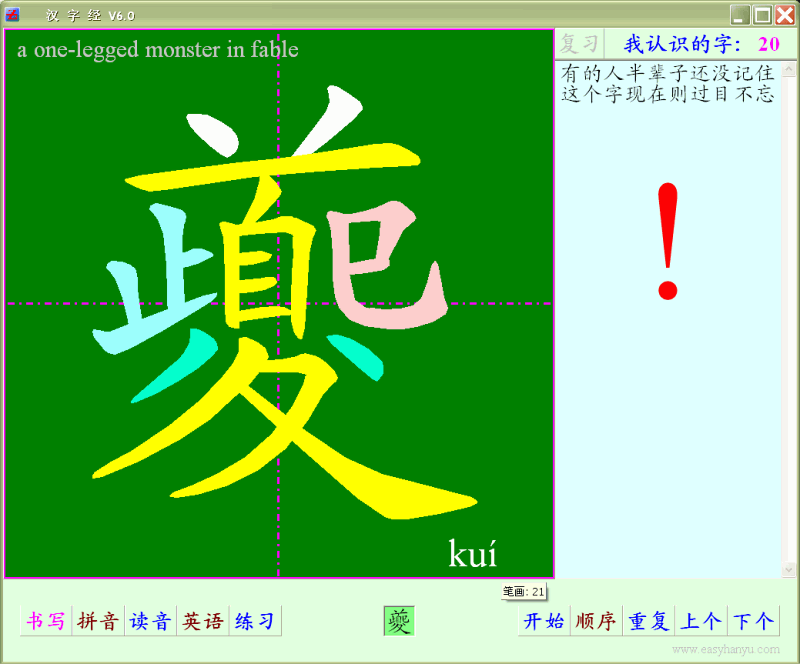 汉 字 经 V6.0
a one-legged monster in fable
夔
kuí
复习 我认识的字: 20
有的人半辈子还没记住
这个字现在则过目不忘
!
笔画: 21
书写 拼音 读音 英语 练习 夔 开始 顺序 重复 上个 下个
www.easyhanyu.com